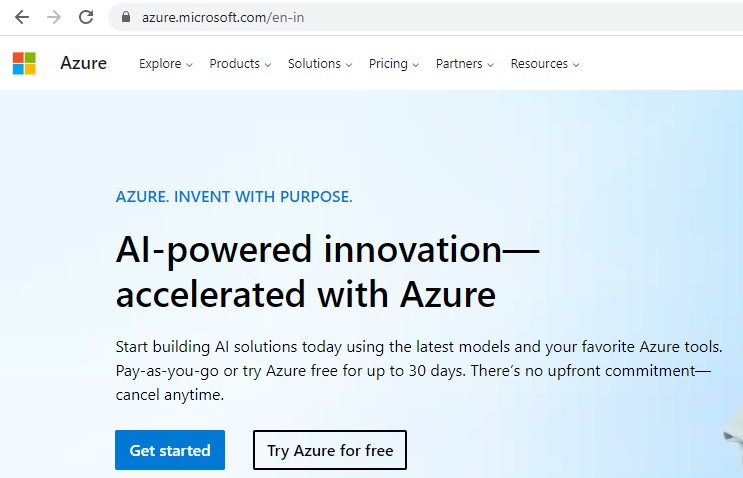 azure.microsoft.com/en-in
Azure Explore Products Solutions Pricing Partners Resources
AZURE. INVENT WITH PURPOSE.
AI-powered innovation—
accelerated with Azure
Start building AI solutions today using the latest models and your favorite Azure tools.
Pay-as-you-go or try Azure free for up to 30 days. There's no upfront commitment—
cancel anytime.
Get started Try Azure for free